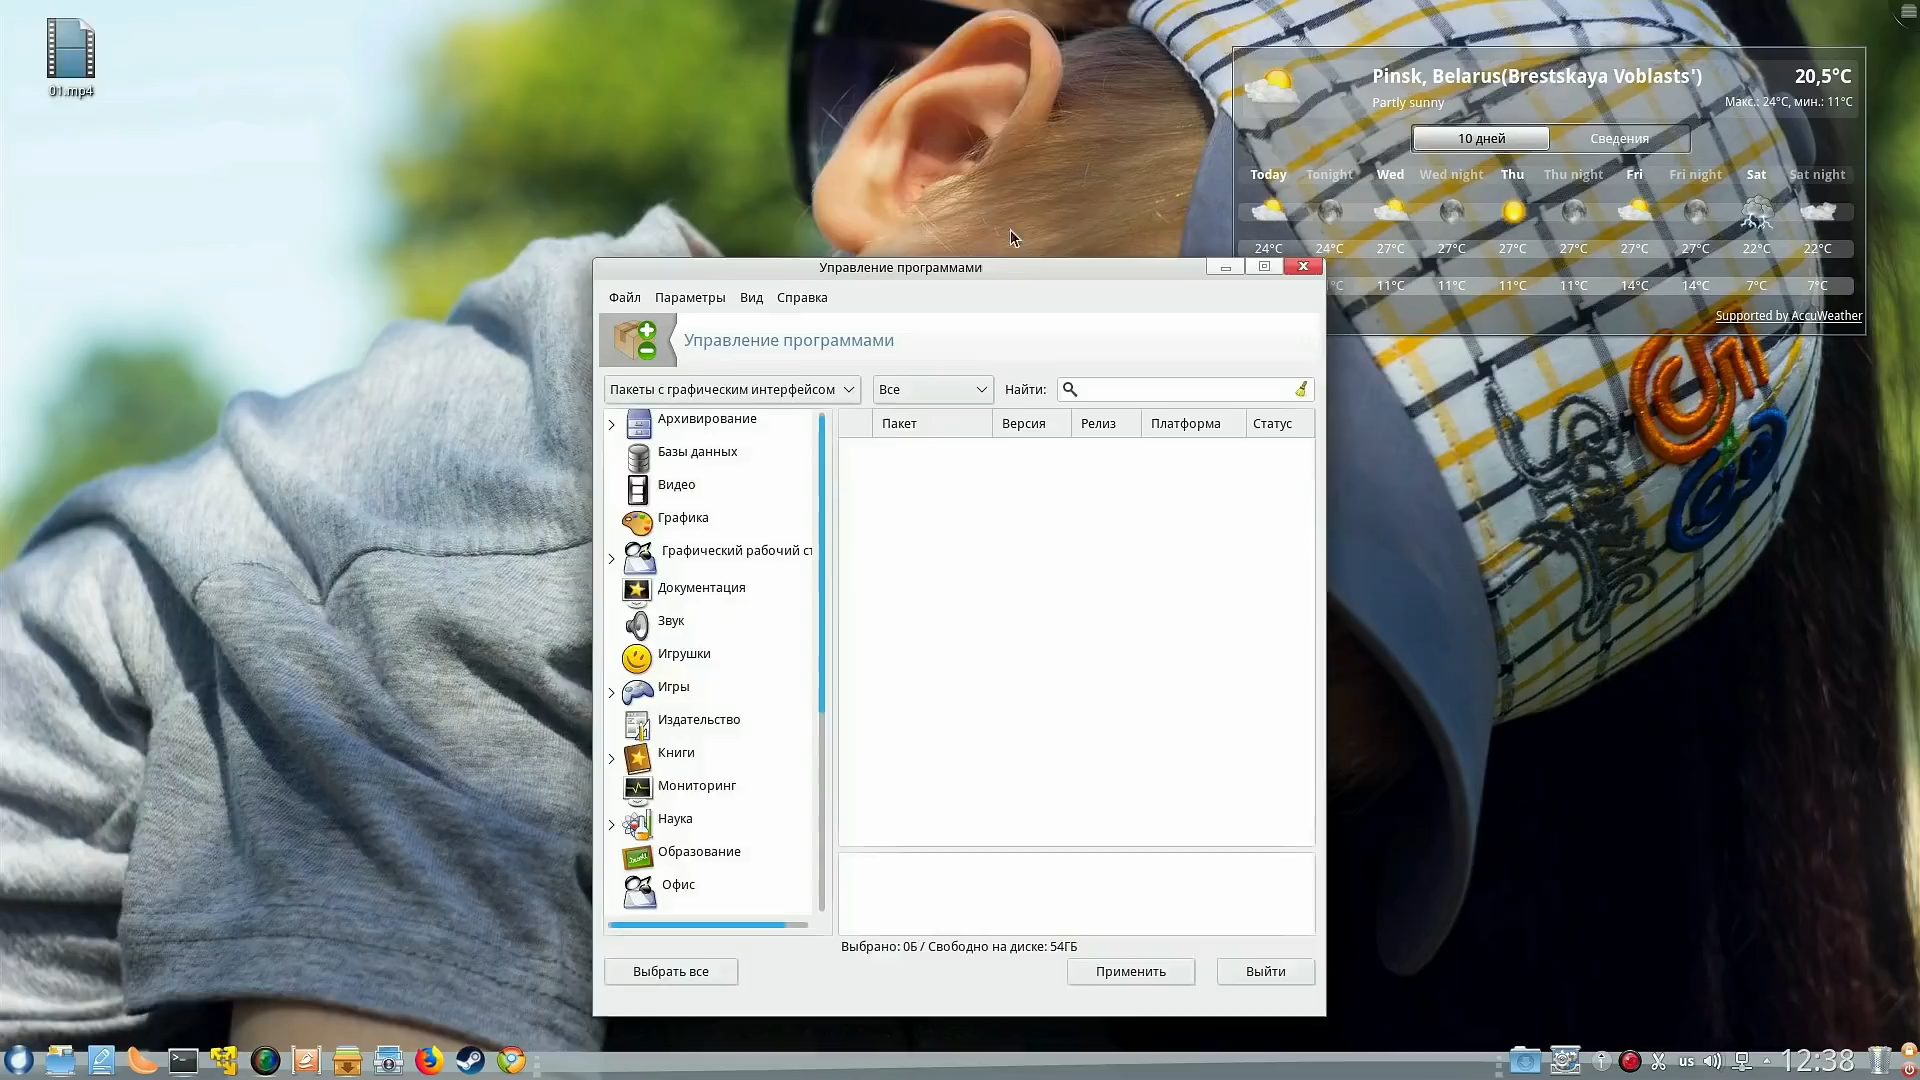 01.mp4
Pinsk, Belarus(Brestskaya Voblasts')
20,5°C
Partly sunny
Макс.: 24°C, мин.: 11°C
10 дней
Сведения
Today Tonight Wed Wed night Thu Thu night Fri Fri night Sat Sat night
24°C 24°C 27°C 27°C 27°C 27°C 27°C 27°C 22°C 22°C
11°C 11°C 11°C 11°C 14°C 14°C 7°C 7°C
Supported by AccuWeather
Управление программами
Файл Параметры Вид Справка
Управление программами
Пакеты с графическим интерфейсом
Все
Найти:
Пакет Версия Релиз Платформа Статус
Архивирование
Базы данных
Видео
Графика
Графический рабочий ст
Документация
Звук
Игрушки
Игры
Издательство
Книги
Мониторинг
Наука
Образование
Офис
Выбрано: 0Б / Свободно на диске: 54ГБ
Выбрать все
Применить
Выйти
us
12:38